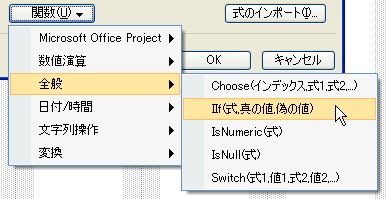 関数(U)
式のインポート(I)...
Microsoft Office Project
数値演算
OK
キャンセル
全般
Choose(インデックス,式1,式2,...)
日付/時間
IIf(式,真の値,偽の値)
文字列操作
IsNumeric(式)
変換
IsNull(式)
Switch(式1,値1,式2,値2,...)